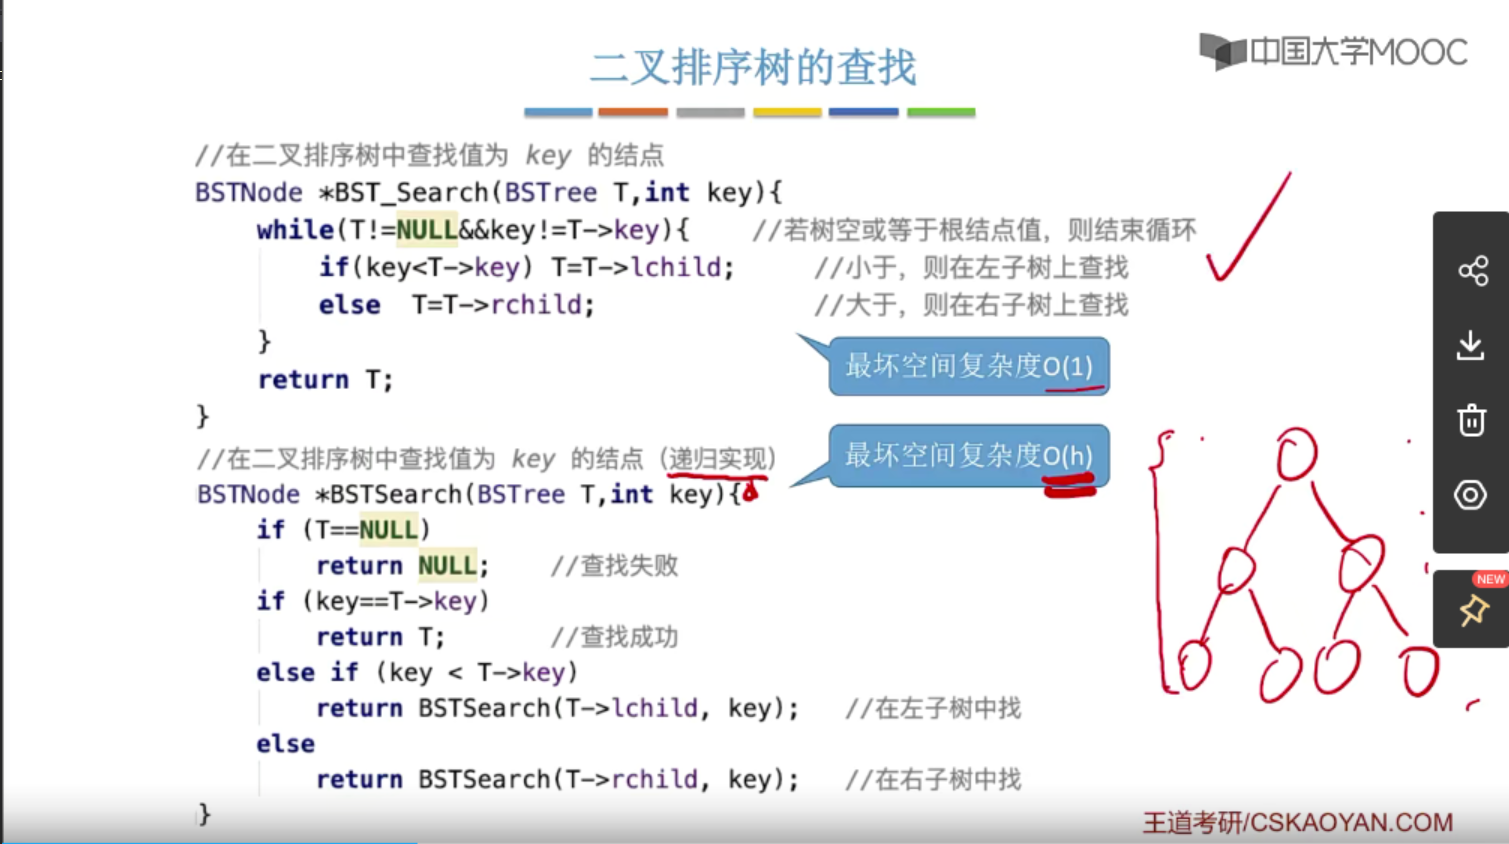 中国大学MOOC
二叉排序树的查找
//在二叉排序树中查找值为 key 的结点
BSTNode *BST_Search(BSTree T,int key){
while(T!=NULL&&key!=T->key){ //若树空或等于根结点值，则结束循环
if(key<T->key) T=T->lchild; //小于，则在左子树上查找
else T=T->rchild; //大于，则在右子树上查找
}
最坏空间复杂度O(1)
return T;
}
//在二叉排序树中查找值为 key 的结点（递归实现）
最坏空间复杂度O(h)
BSTNode *BSTSearch(BSTree T,int key){
if (T==NULL)
return NULL; //查找失败
if (key==T->key)
return T; //查找成功
else if (key < T->key)
return BSTSearch(T->lchild, key); //在左子树中找
else
return BSTSearch(T->rchild, key); //在右子树中找
}
NEW
王道考研/CSKAOYAN.COM